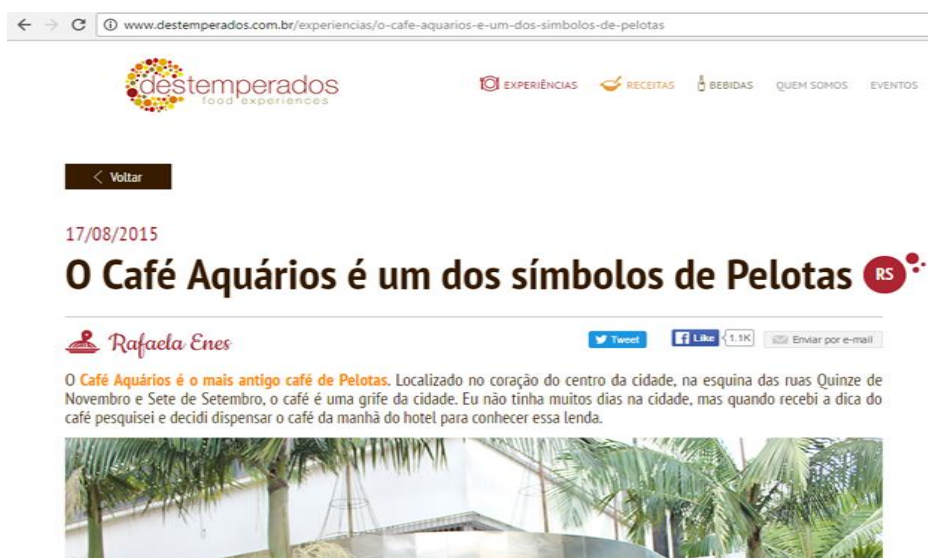 www.destemperados.com.br/experiencias/o-cafe-aquarios-e-um-dos-simbolos-de-pelotas
destemperados
food experiences
EXPERIÊNCIAS
RECEITAS
BEBIDAS
QUEM SOMOS
EVENTOS
Voltar
17/08/2015
O Café Aquários é um dos símbolos de Pelotas RS
Rafaela Enes
Tweet
Like 1.1K
Enviar por e-mail
O Café Aquários é o mais antigo café de Pelotas. Localizado no coração do centro da cidade, na esquina das ruas Quinze de
Novembro e Sete de Setembro, o café é uma grife da cidade. Eu não tinha muitos dias na cidade, mas quando recebi a dica do
café pesquisei e decidi dispensar o café da manhã do hotel para conhecer essa lenda.